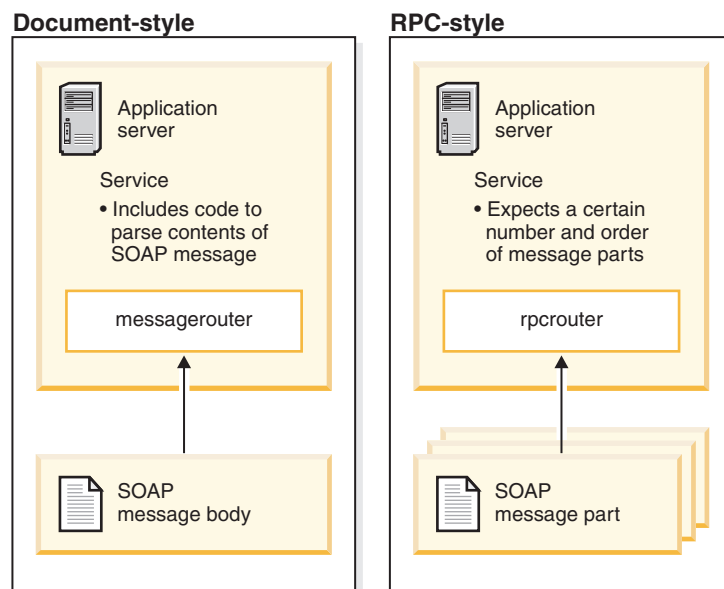 Document-style
Application
server
Service
• Includes code to
parse contents of
SOAP message
messagerouter
SOAP
message body
RPC-style
Application
server
Service
• Expects a certain
number and order
of message parts
rpcrouter
SOAP
message part